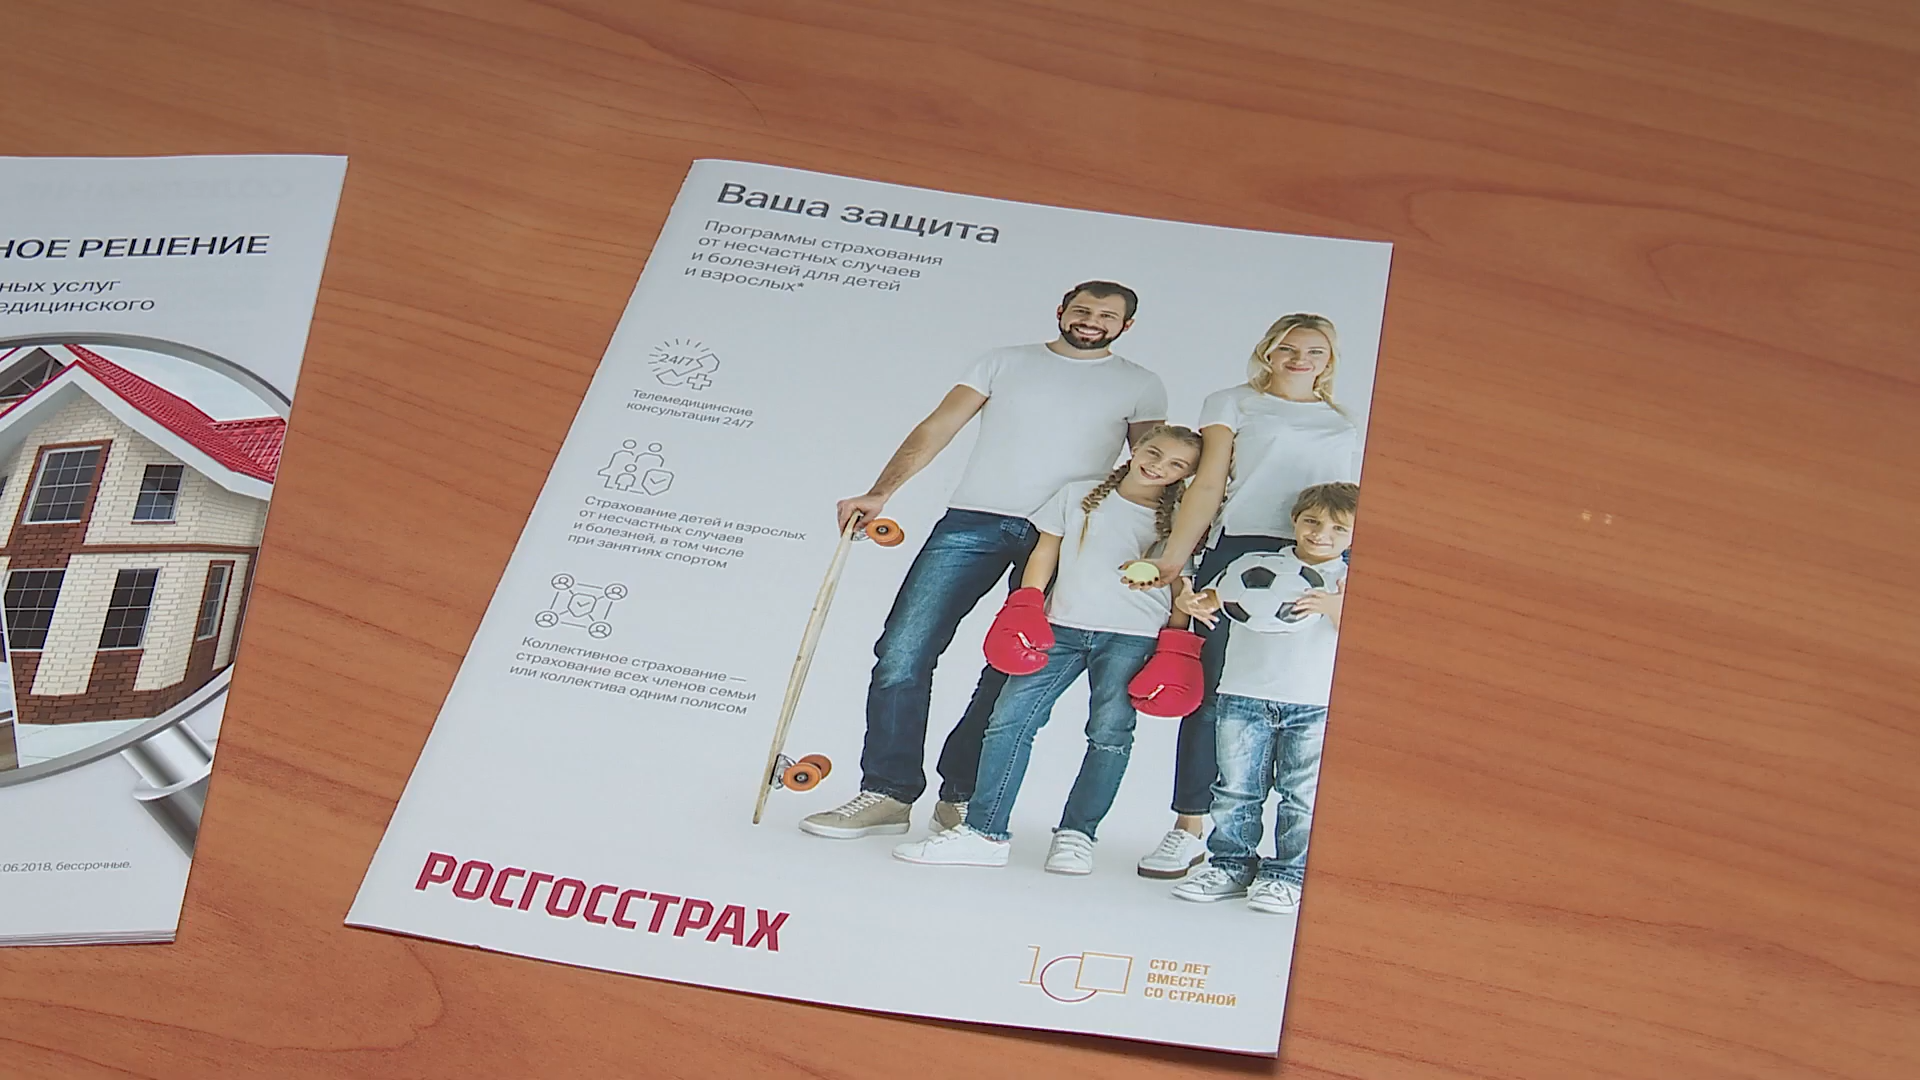 НОЕ РЕШЕНИЕ
ных услуг
едицинского
.06.2018, бессрочные.
Ваша защита
Программы страхования
от несчастных случаев
и болезней для детей
и взрослых*
24/7
Телемедицинские
консультации 24/7
Страхование детей и взрослых
от несчастных случаев
и болезней, в том числе
при занятиях спортом
Коллективное страхование —
страхование всех членов семьи
или коллектива одним полисом
РОСГОССТРАХ
100
СТО ЛЕТ
ВМЕСТЕ
СО СТРАНОЙ